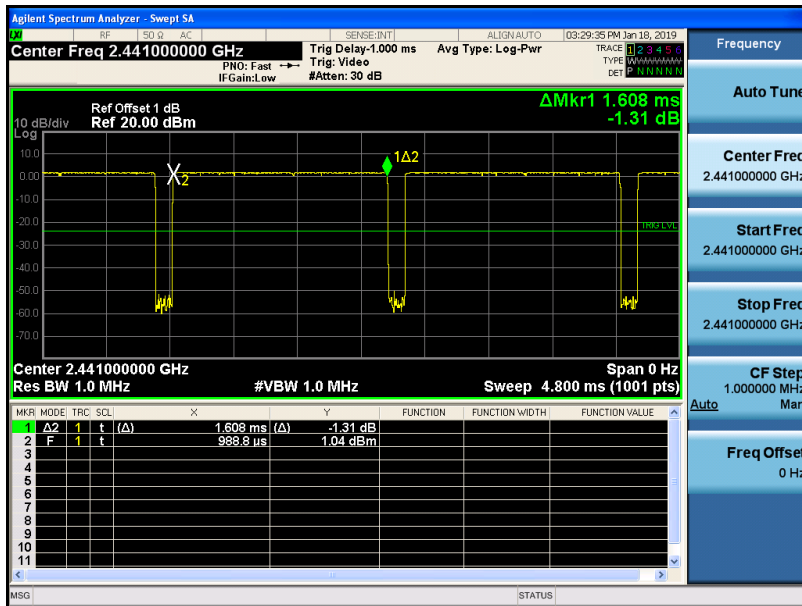 Agilent Spectrum Analyzer - Swept SA
LXI RF 50 Ω AC SENSE:INT ALIGN AUTO 03:29:35 PM Jan 18, 2019
Center Freq 2.441000000 GHz
PNO: Fast
IFGain:Low
Trig Delay-1.000 ms
Trig: Video
#Atten: 30 dB
Avg Type: Log-Pwr
TRACE 1 2 3 4 5 6
TYPE WWWWWW
DET P N N N N N
Frequency
Auto Tune
Center Freq
2.441000000 GHz
Start Freq
2.441000000 GHz
Stop Freq
2.441000000 GHz
CF Step
1.000000 MHz
Auto Man
Freq Offset
0 Hz
ΔMkr1 1.608 ms
-1.31 dB
Ref Offset 1 dB
10 dB/div Ref 20.00 dBm
Log
10.0
0.00
-10.0
-20.0
-30.0
-40.0
-50.0
-60.0
-70.0
X2
1Δ2
TRIG LVL
Center 2.441000000 GHz Span 0 Hz
Res BW 1.0 MHz #VBW 1.0 MHz Sweep 4.800 ms (1001 pts)
MKR MODE TRC SCL X Y FUNCTION FUNCTION WIDTH FUNCTION VALUE
1 Δ2 1 t (Δ) 1.608 ms (Δ) -1.31 dB
2 F 1 t 988.8 µs 1.04 dBm
3
4
5
6
7
8
9
10
11
MSG STATUS